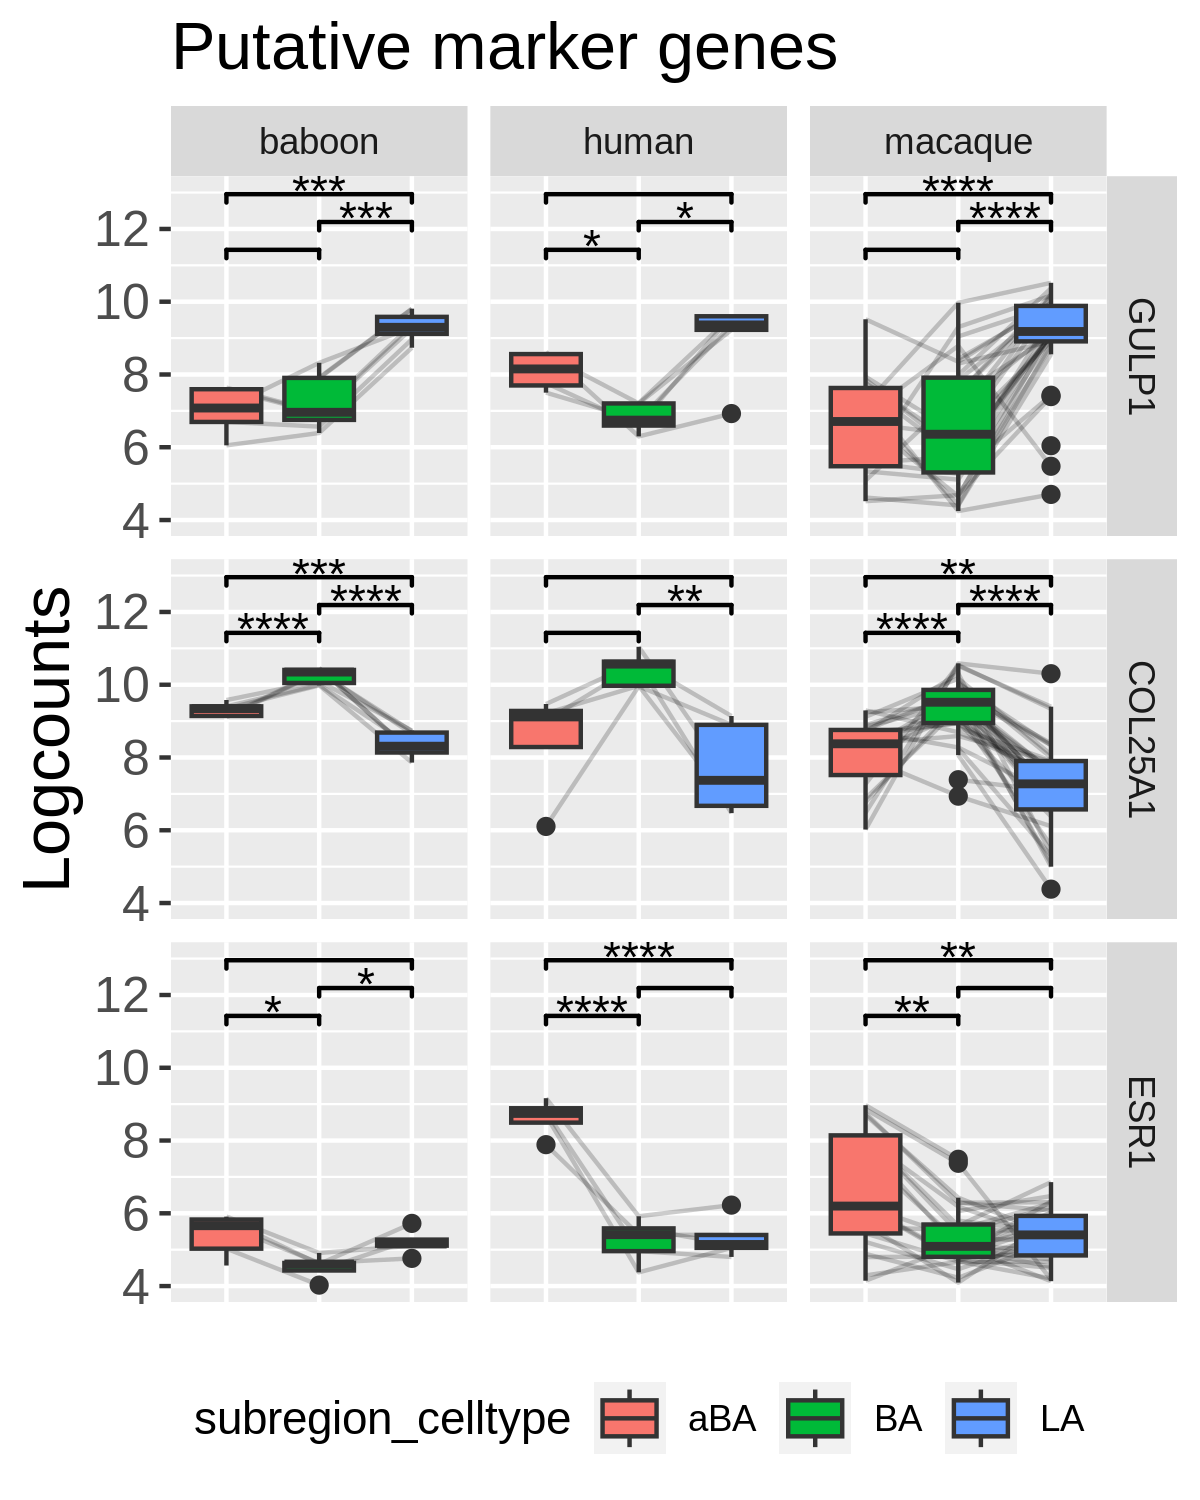 Putative marker genes
baboon human macaque
*** ****
*** * ****
*
12
10
8
6
4
GULP1
*** **
**** ** ****
**** ****
12
10
8
6
4
COL25A1
Logcounts
**** **
*
* **** **
12
10
8
6
4
ESR1
subregion_celltype aBA BA LA